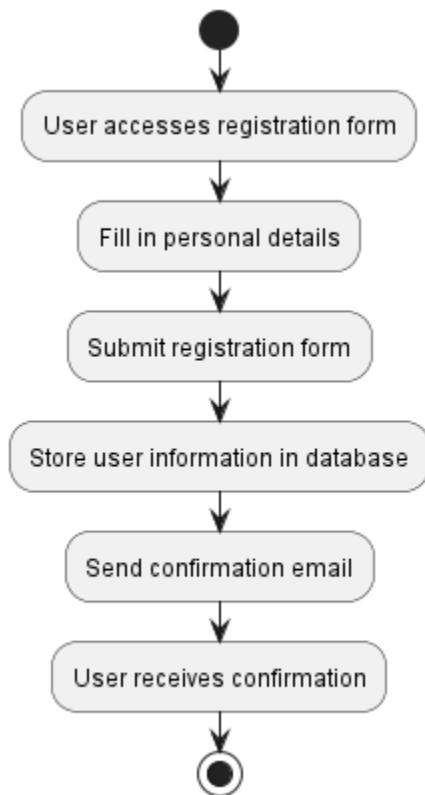 User accesses registration form
Fill in personal details
Submit registration form
Store user information in database
Send confirmation email
User receives confirmation